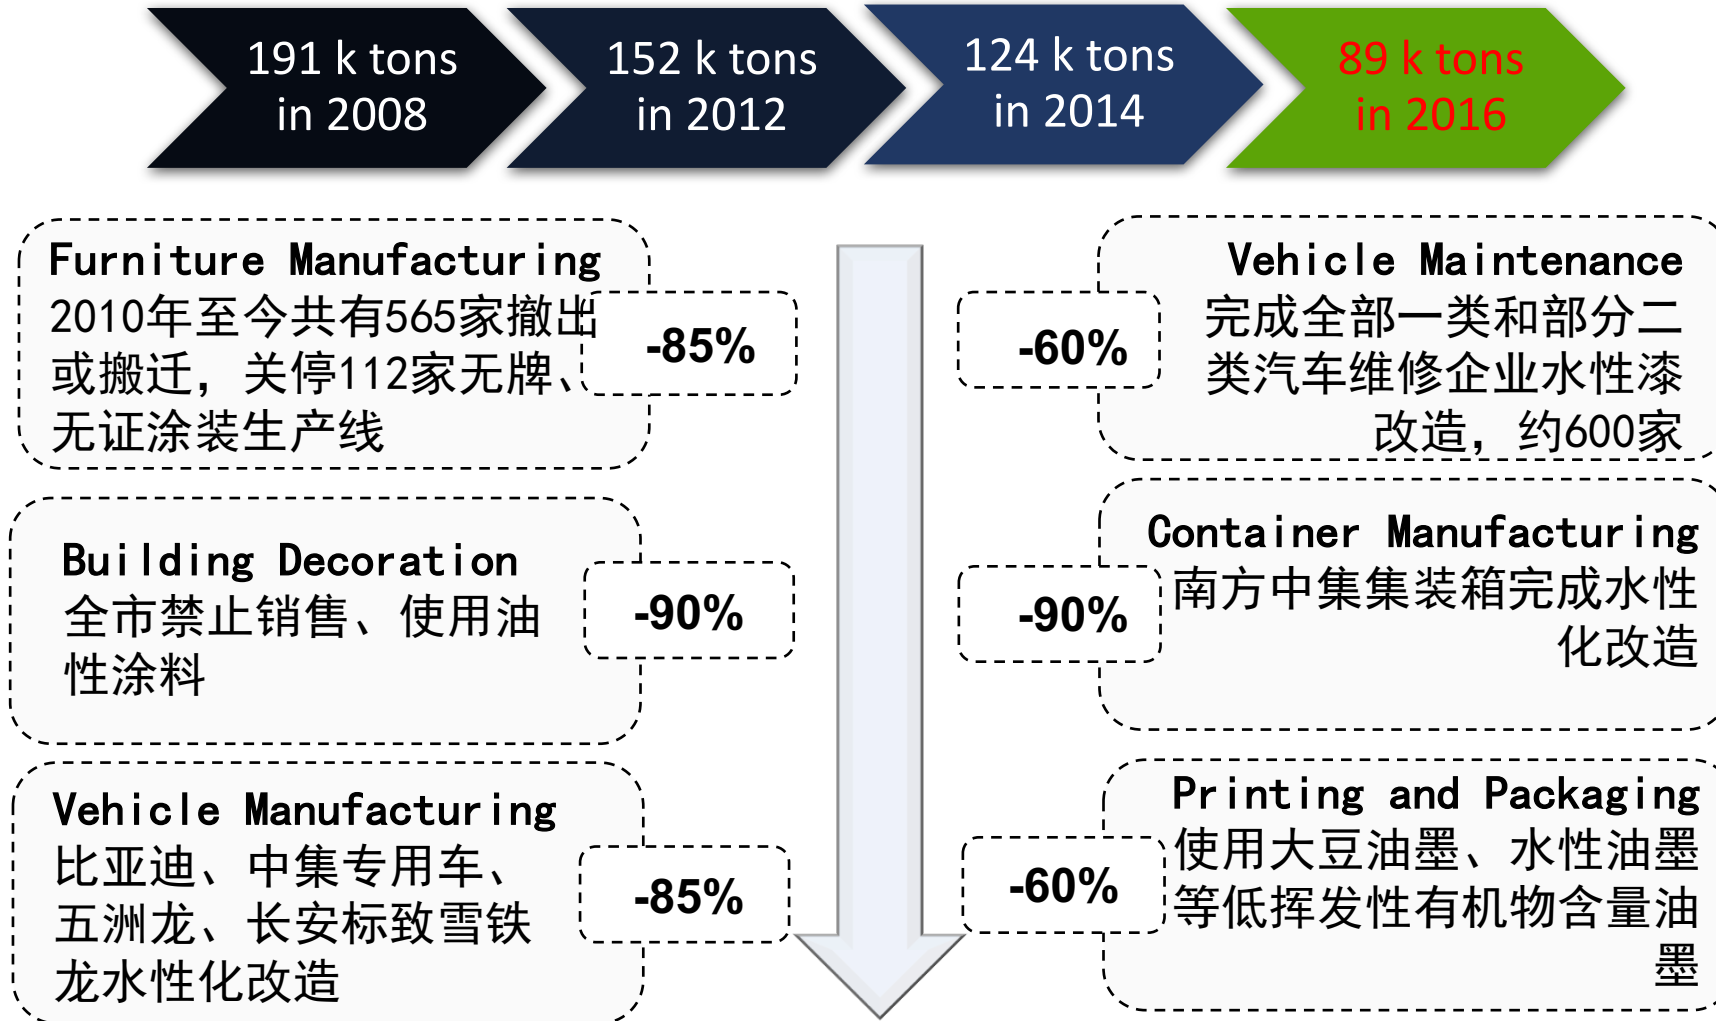 191 k tons
in 2008
152 k tons
in 2012
124 k tons
in 2014
89 k tons
in 2016
Furniture Manufacturing
2010年至今共有565家撤出
或搬迁，关停112家无牌、
无证涂装生产线
-85%
Building Decoration
全市禁止销售、使用油
性涂料
-90%
Vehicle Manufacturing
比亚迪、中集专用车、
五洲龙、长安标致雪铁
龙水性化改造
-85%
Vehicle Maintenance
完成全部一类和部分二
类汽车维修企业水性漆
改造，约600家
-60%
Container Manufacturing
南方中集集装箱完成水性
化改造
-90%
Printing and Packaging
使用大豆油墨、水性油墨
等低挥发性有机物含量油
墨
-60%